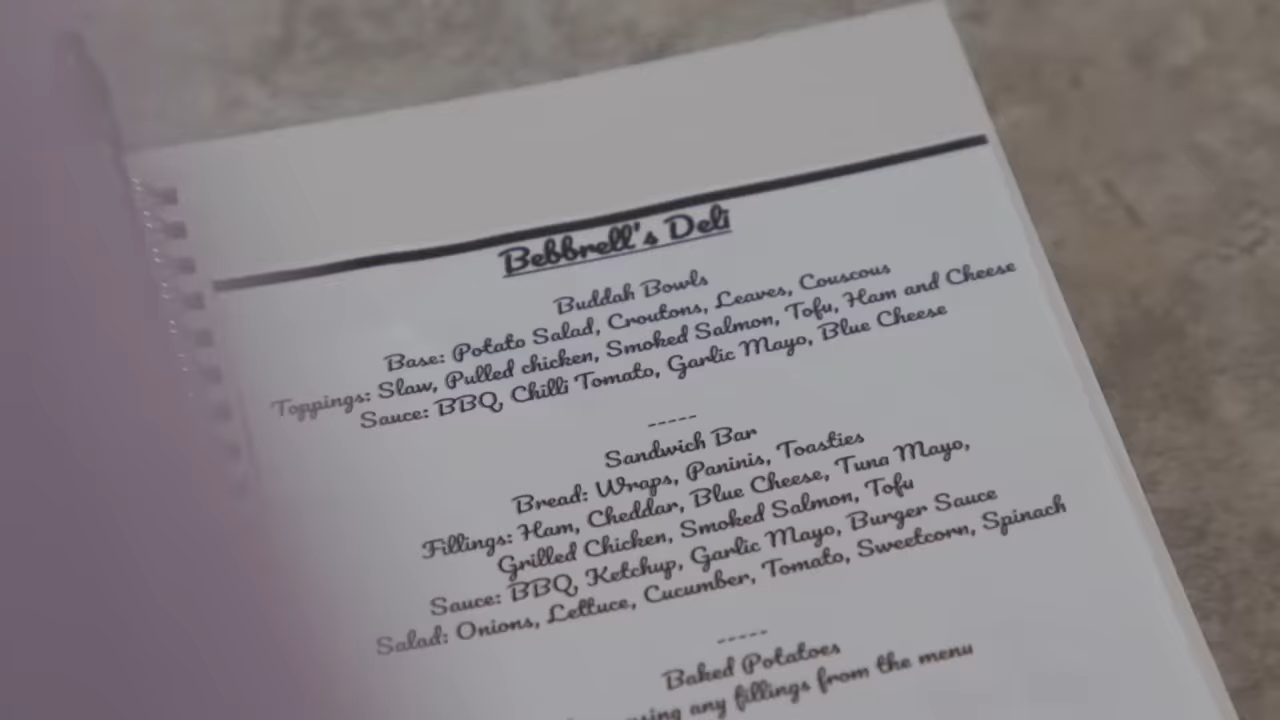 Bebbrell's Deli
Buddah Bowls
Base: Potato Salad, Croutons, Leaves, Couscous
Toppings: Slaw, Pulled chicken, Smoked Salmon, Tofu, Ham and Cheese
Sauce: BBQ, Chilli Tomato, Garlic Mayo, Blue Cheese
-----
Sandwich Bar
Bread: Wraps, Paninis, Toasties
Fillings: Ham, Cheddar, Blue Cheese, Tuna Mayo,
Grilled Chicken, Smoked Salmon, Tofu
Sauce: BBQ, Ketchup, Garlic Mayo, Burger Sauce
Salad: Onions, Lettuce, Cucumber, Tomato, Sweetcorn, Spinach
-----
Baked Potatoes
any fillings from the menu